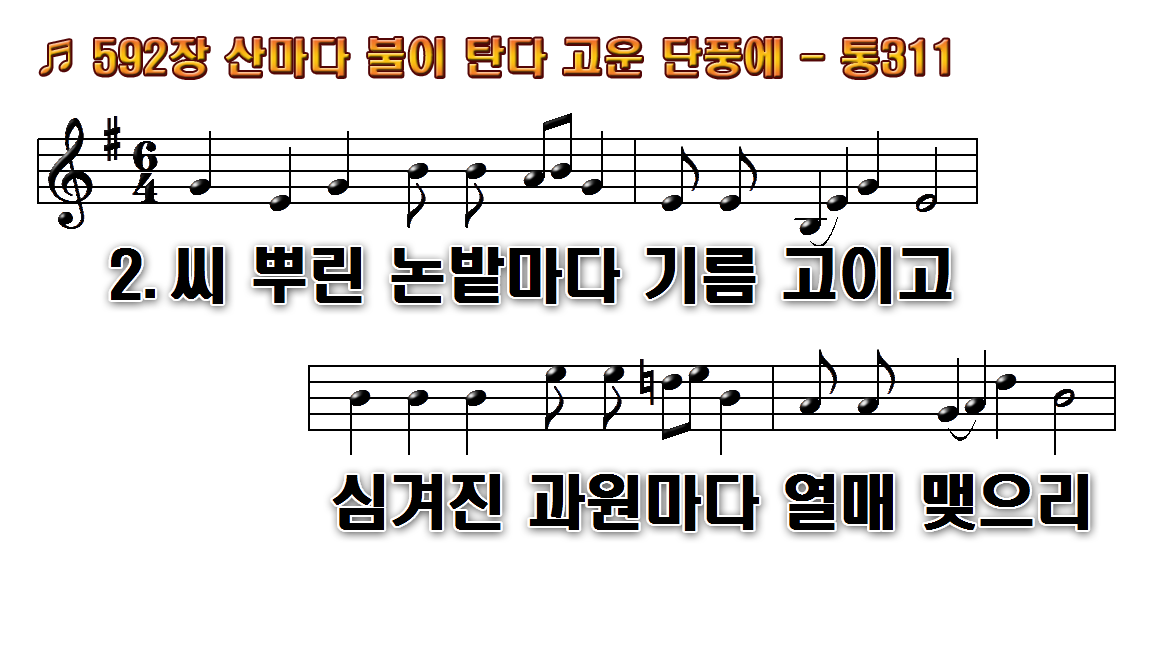 ♬ 592장 산마다 불이 탄다 고운 단풍에 - 통311
6
4
2. 씨 뿌린 논밭마다 기름 고이고
심겨진 과원마다 열매 맺으리